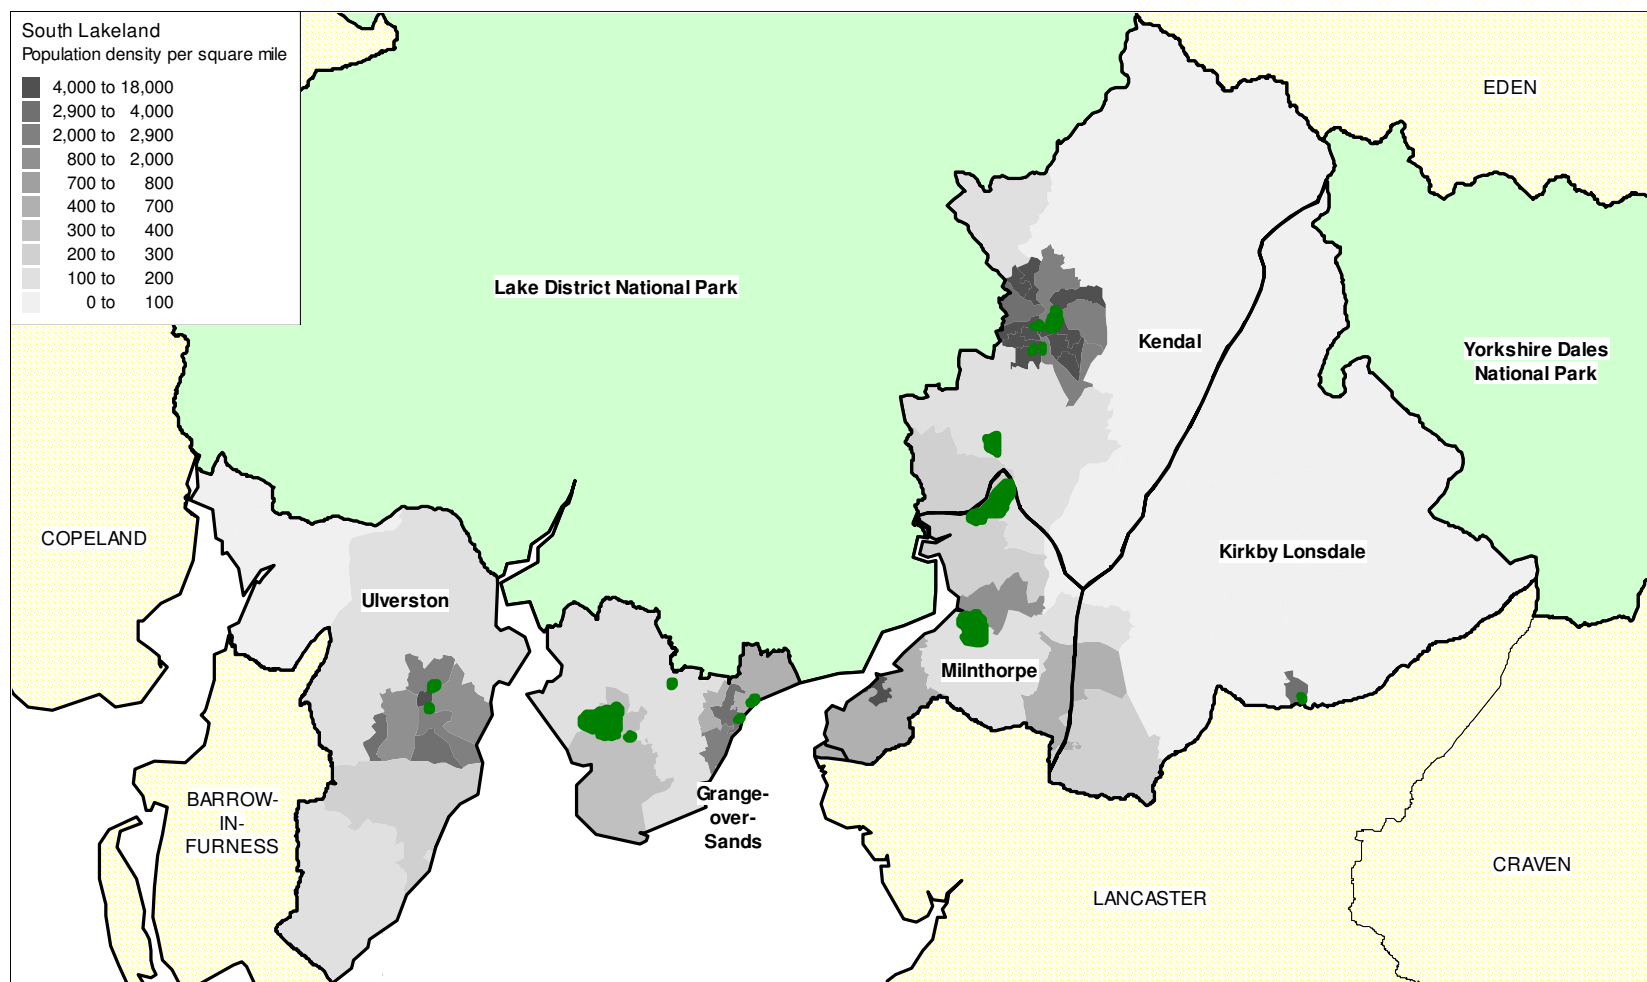 South Lakeland
Population density per square mile
4,000 to 18,000
2,900 to 4,000
2,000 to 2,900
800 to 2,000
700 to 800
400 to 700
300 to 400
200 to 300
100 to 200
0 to 100
EDEN
Lake District National Park
Kendal
Yorkshire Dales
National Park
COPELAND
Kirkby Lonsdale
Ulverston
Milnthorpe
Grange-
over-
Sands
BARROW-
IN-
FURNESS
CRAVEN
LANCASTER